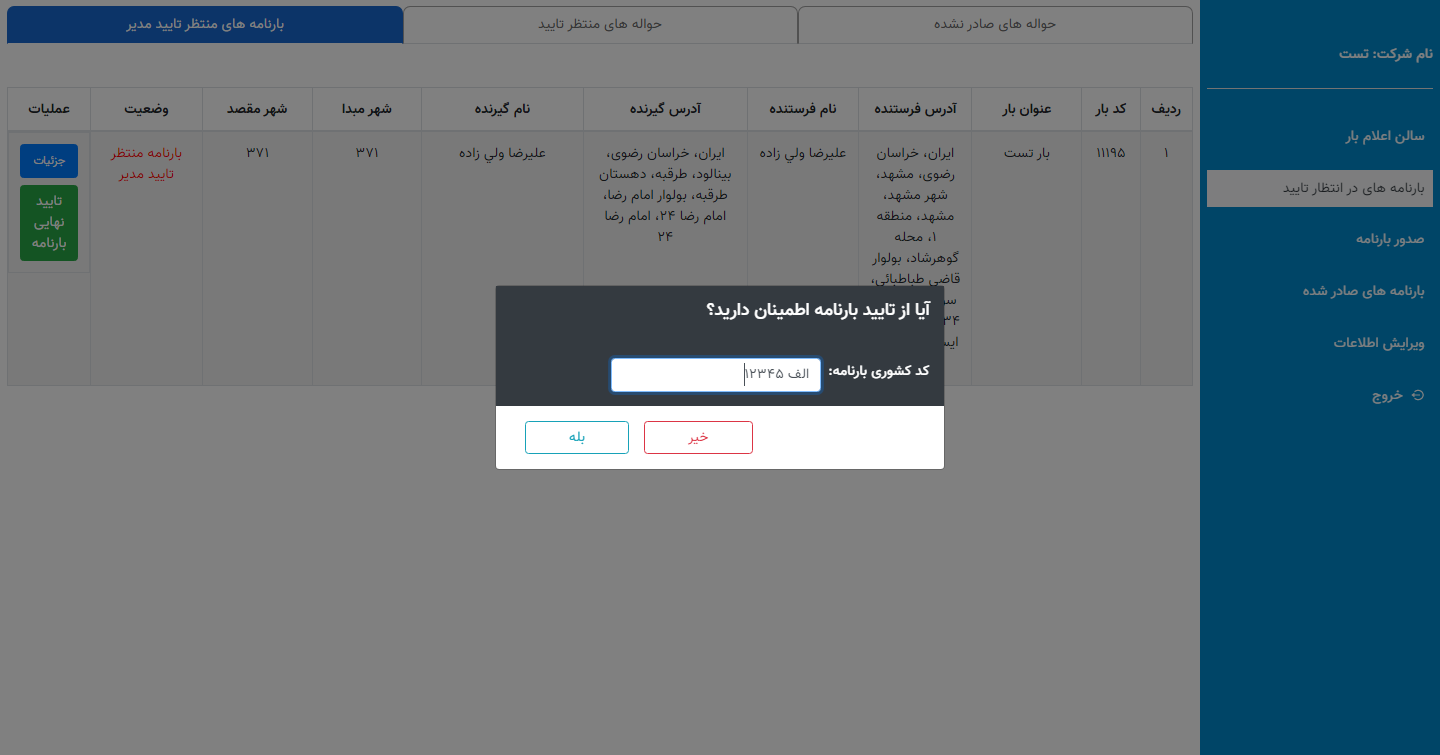 نام شرکت: تست
سالن اعلام بار
بارنامه های در انتظار تایید
صدور بارنامه
بارنامه های صادر شده
ویرایش اطلاعات
خروج
حواله های صادر نشده
حواله های منتظر تایید
بارنامه های منتظر تایید مدیر
ردیف
کد بار
عنوان بار
آدرس فرستنده
نام فرستنده
آدرس گیرنده
نام گیرنده
شهر مبدا
شهر مقصد
وضعیت
عملیات
۱
۱۱۱۹۵
بار تست
ایران، خراسان
رضوی، مشهد،
شهر مشهد،
مشهد، منطقه
۱، محله
گوهرشاد، بولوار
قاضی طباطبائی،
سو
۳۴
ایس
علیرضا ولي زاده
ایران، خراسان رضوی،
بینالود، طرقبه، دهستان
طرقبه، بولوار امام رضا،
امام رضا ۲۴، امام رضا
۲۴
علیرضا ولي زاده
۳۷۱
۳۷۱
بارنامه منتظر
تایید مدیر
جزئیات
تایید
نهایی
بارنامه
آیا از تایید بارنامه اطمینان دارید؟
کد کشوری بارنامه:
الف ۱۲۳۴۵
خیر
بله